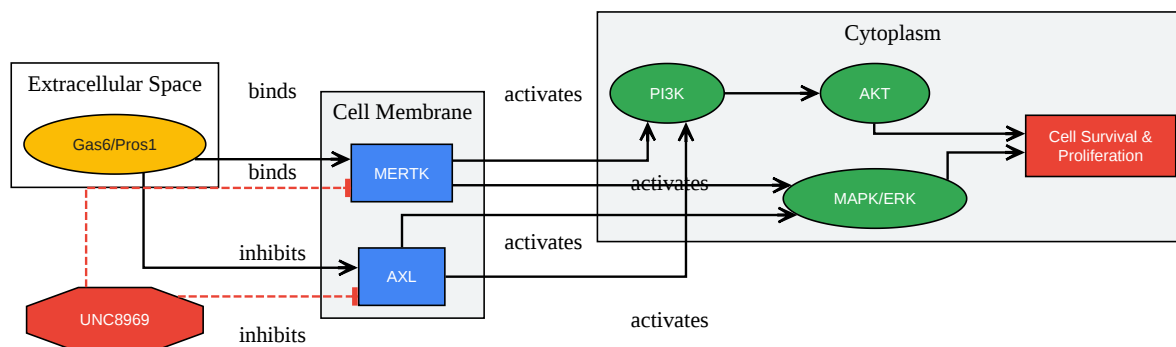 Cytoplasm
Extracellular Space
binds
activates
PI3K
AKT
Cell Membrane
Gas6/Pros1
Cell Survival &
Proliferation
binds
MERTK
activates
MAPK/ERK
inhibits
activates
AXL
UNC8969
inhibits
activates